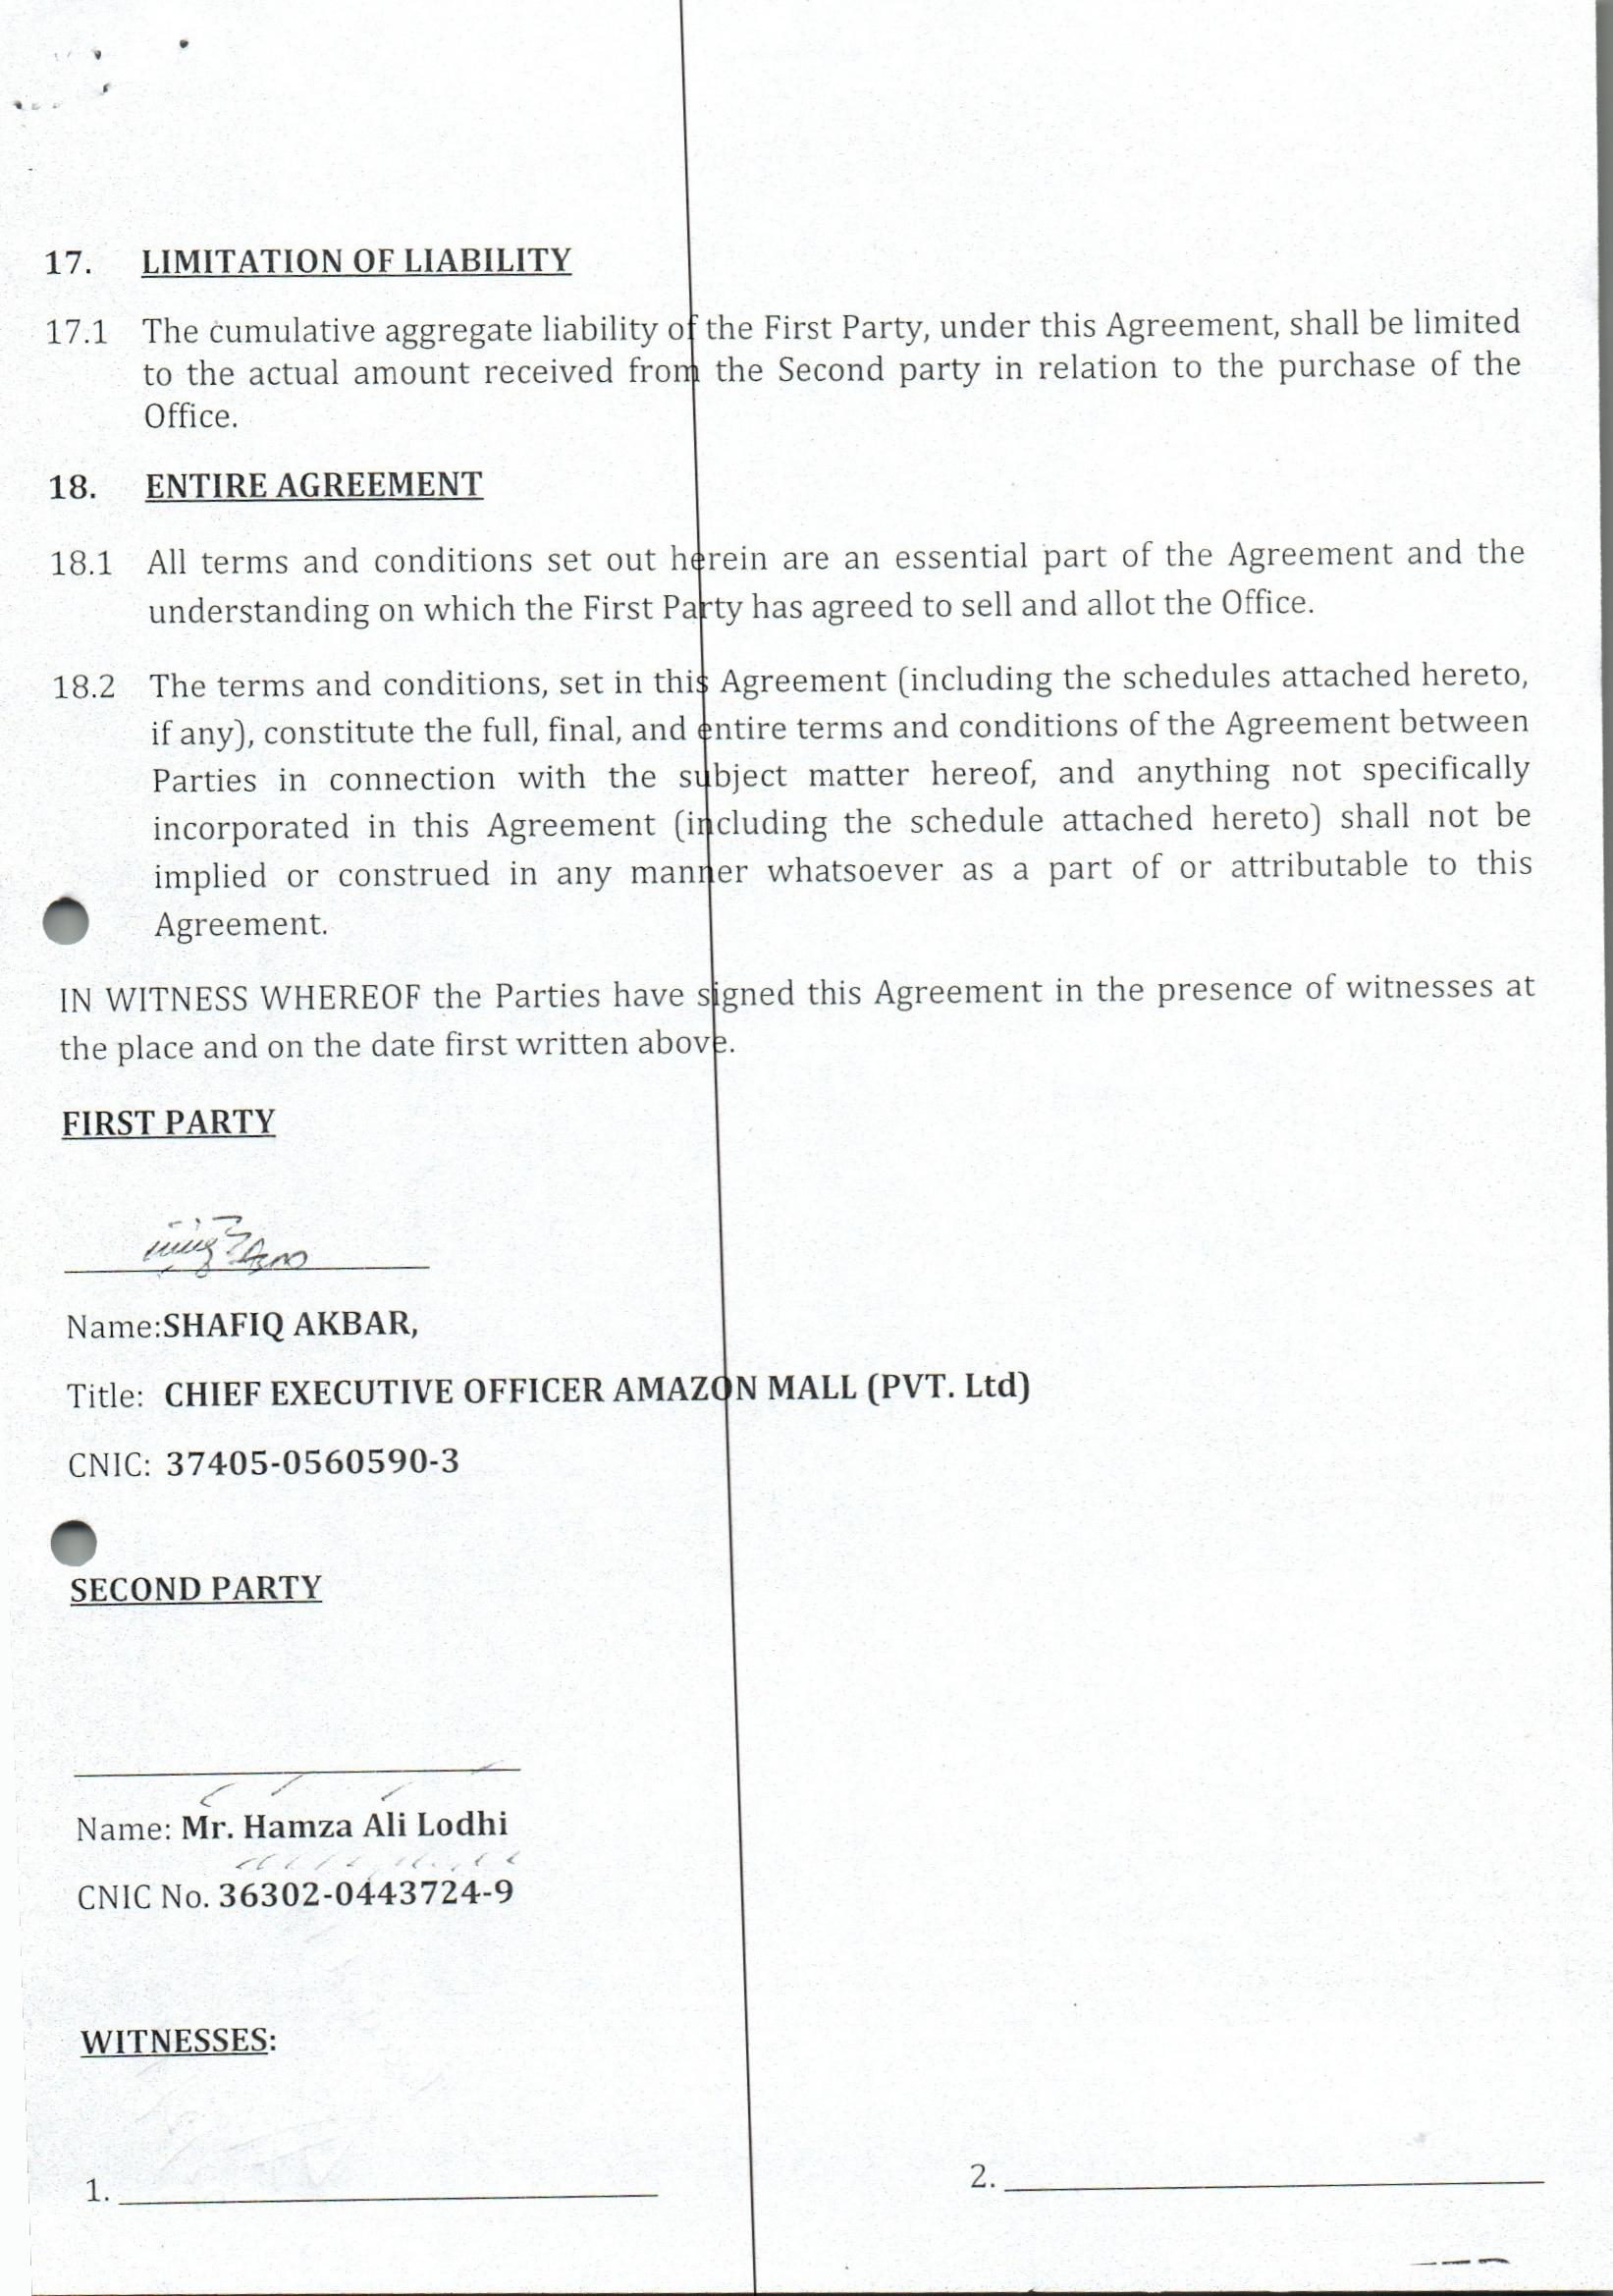 17. LIMITATION OF LIABILITY
17.1 The cumulative aggregate liability of the First Party, under this Agreement, shall be limited
to the actual amount received from the Second party in relation to the purchase of the
Office.
18. ENTIRE AGREEMENT
18.1 All terms and conditions set out herein are an essential part of the Agreement and the
understanding on which the First Party has agreed to sell and allot the Office.
18.2 The terms and conditions, set in this Agreement (including the schedules attached hereto,
if any), constitute the full, final, and entire terms and conditions of the Agreement between
Parties in connection with the subject matter hereof, and anything not specifically
incorporated in this Agreement (including the schedule attached hereto) shall not be
implied or construed in any manner whatsoever as a part of or attributable to this
Agreement.
IN WITNESS WHEREOF the Parties have signed this Agreement in the presence of witnesses at
the place and on the date first written above.
FIRST PARTY
Name:SHAFIQ AKBAR,
Title: CHIEF EXECUTIVE OFFICER AMAZON MALL (PVT. Ltd)
CNIC: 37405-0560590-3
SECOND PARTY
Name: Mr. Hamza Ali Lodhi
CNIC No. 36302-0443724-9
WITNESSES:
1.
2.